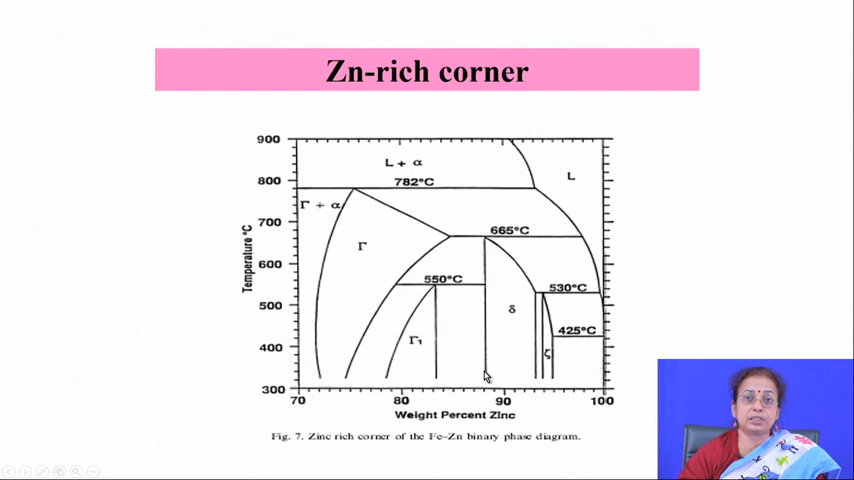 Zn-rich corner
900
800
700
600
500
400
300
Temperature °C
L + α
L
782°C
Γ + α
Γ
665°C
550°C
530°C
δ
Γ₁
425°C
ζ
70
80
90
100
Weight Percent Zinc
Fig. 7. Zinc rich corner of the Fe–Zn binary phase diagram.